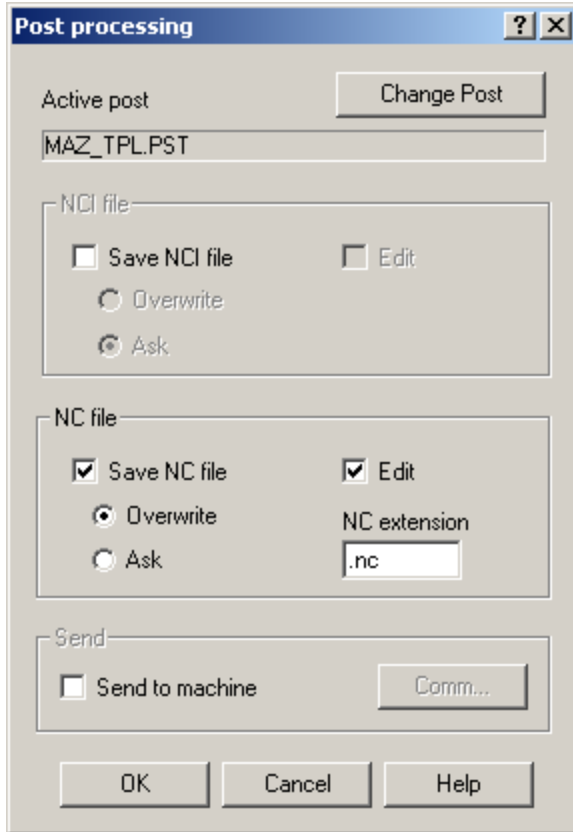 Post processing
Active post
Change Post
MAZ_TPL.PST
NCI file
Save NCI file
Edit
Overwrite
Ask
NC file
Save NC file
Edit
Overwrite
NC extension
Ask
.nc
Send
Send to machine
Comm...
OK
Cancel
Help